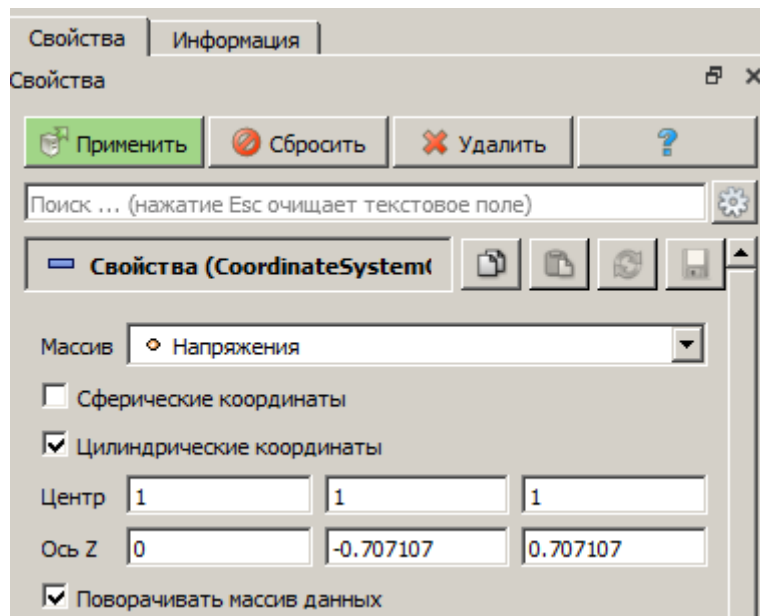 Свойства Информация
Свойства
Применить Сбросить Удалить ?
Поиск ... (нажатие Esc очищает текстовое поле)
Свойства (CoordinateSystem(
Массив Напряжения
Сферические координаты
Цилиндрические координаты
Центр 1 1 1
Ось Z 0 -0.707107 0.707107
Поворачивать массив данных